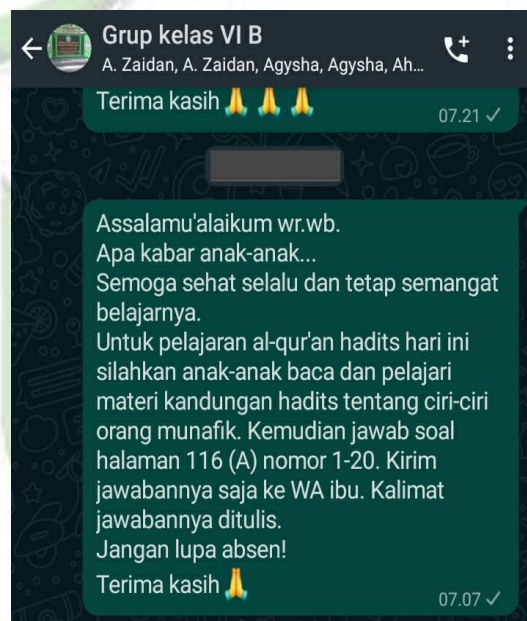 Grup kelas VI B
A. Zaidan, A. Zaidan, Agysha, Agysha, Ah...
Terima kasih 🙏 🙏 🙏
07.21 ✓
Assalamu'alaikum wr.wb.
Apa kabar anak-anak...
Semoga sehat selalu dan tetap semangat
belajarnya.
Untuk pelajaran al-qur'an hadits hari ini
silahkan anak-anak baca dan pelajari
materi kandungan hadits tentang ciri-ciri
orang munafik. Kemudian jawab soal
halaman 116 (A) nomor 1-20. Kirim
jawabannya saja ke WA ibu. Kalimat
jawabannya ditulis.
Jangan lupa absen!
Terima kasih 🙏
07.07 ✓